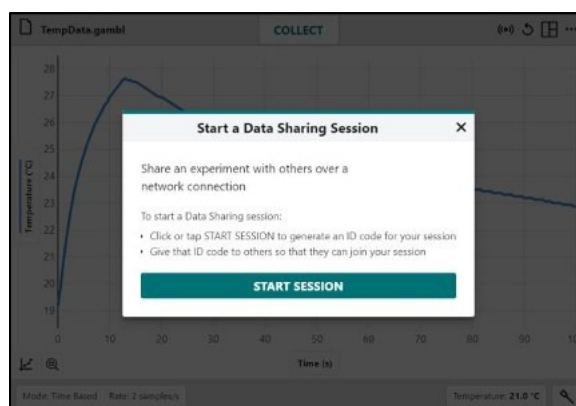 TempData.gambl
COLLECT
28
27
26
25
24
23
22
21
20
19
Temperature (°C)
Start a Data Sharing Session
Share an experiment with others over a
network connection
To start a Data Sharing session:
• Click or tap START SESSION to generate an ID code for your session
• Give that ID code to others so that they can join your session
START SESSION
0 10 20 30 40 50 60 70 80 90
Time (s)
Mode: Time Based Rate: 2 samples/s
Temperature: 21.0 °C